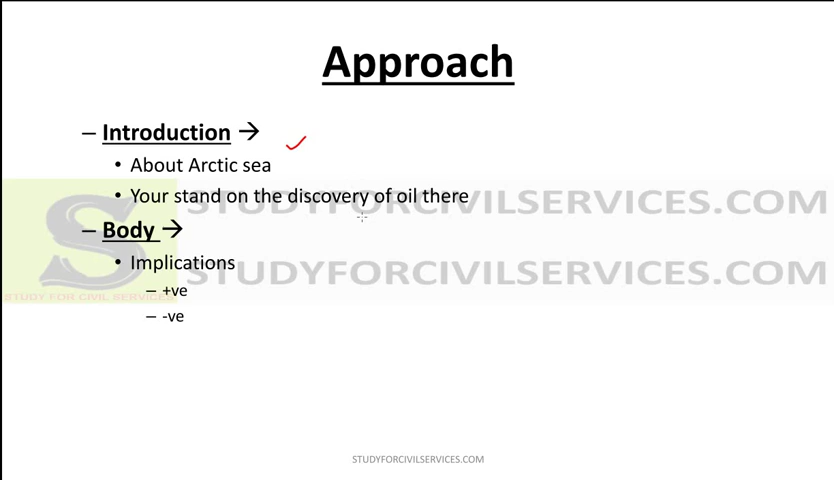 Approach
– Introduction →
• About Arctic sea
• Your stand on the discovery of oil there
STUDYFORCIVILSERVICES.COM
– Body →
• Implications
STUDYFORCIVILSERVICES.COM
S
STUDY FOR CIVIL SERVICES
– +ve
– -ve
STUDYFORCIVILSERVICES.COM